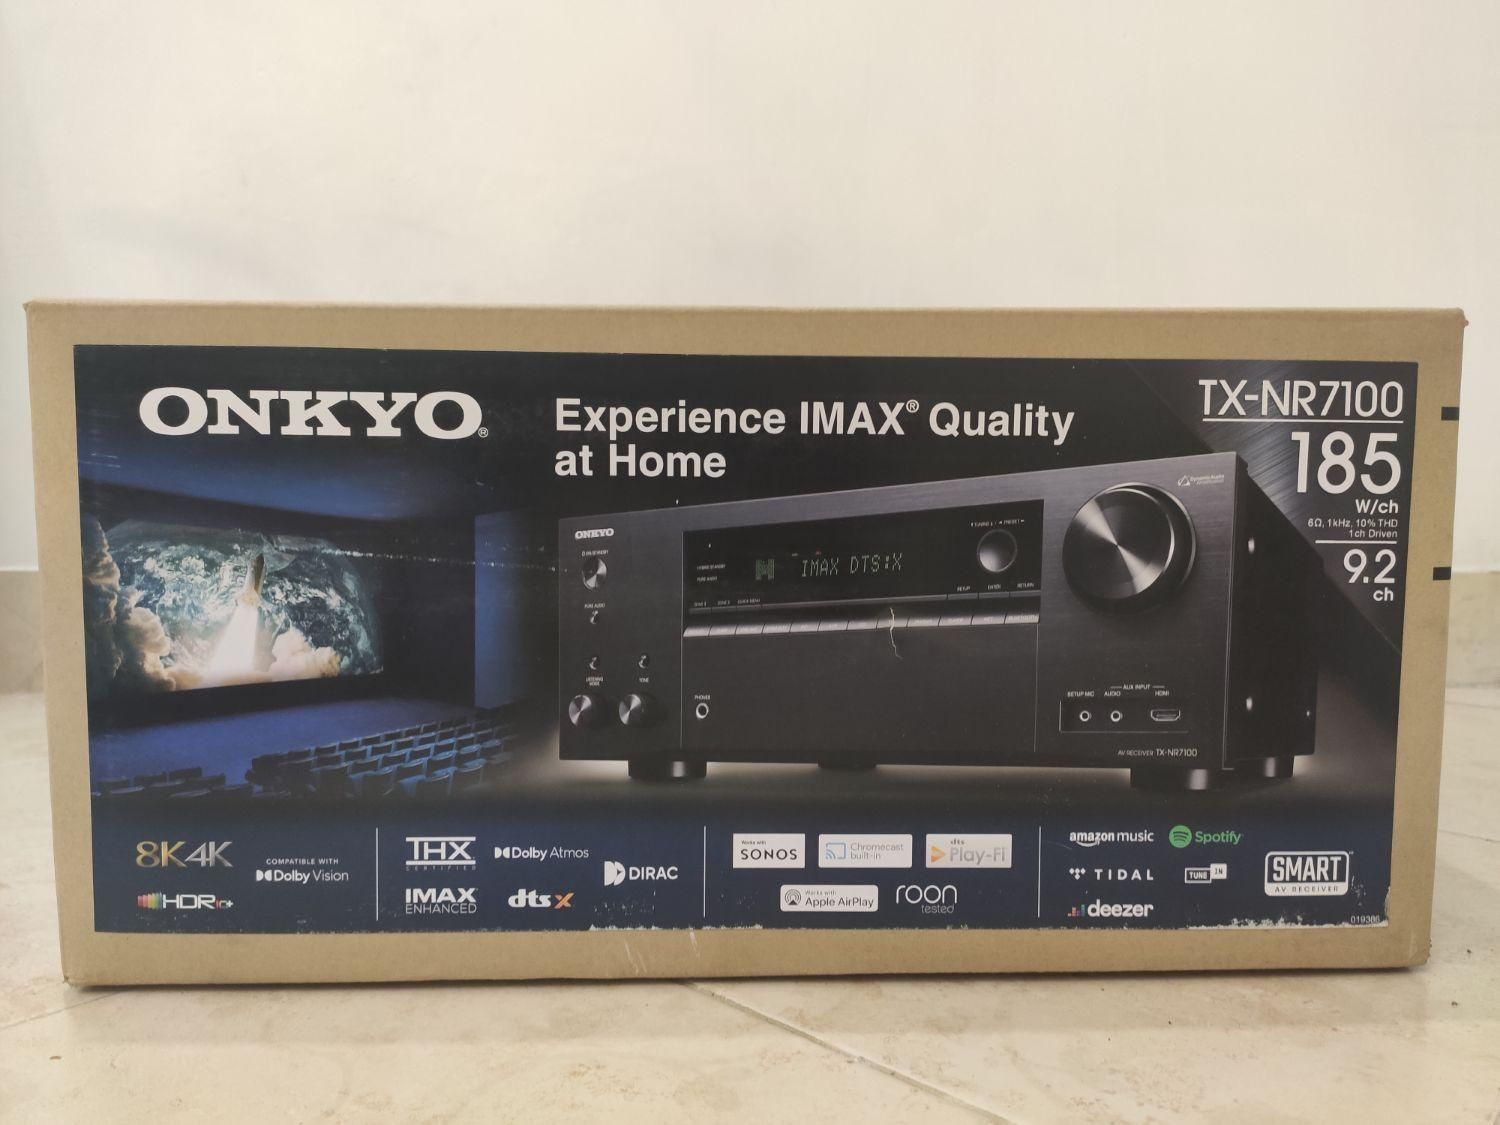 ONKYO®
Experience IMAX® Quality
at Home
TX-NR7100
185
W/ch
6Ω, 1kHz, 10% THD
1ch Driven
9.2
ch
ONKYO
IMAX DTS:X
PURE AUDIO
SETUP
ENTER
RETURN
LISTENING
MODE
TONE
PHONES
AUX INPUT
SETUP MIC
AUDIO
HDMI
AV RECEIVER TX-NR7100
8K4K
HDR10+
COMPATIBLE WITH
Dolby Vision
THX
CERTIFIED
Dolby Atmos
DIRAC
IMAX
ENHANCED
dts X
Works with
SONOS
Chromecast
built-in
dts
Play-Fi
Works with
Apple AirPlay
roon
tested
amazon music
Spotify
TIDAL
TUNE IN
deezer
SMART
AV RECEIVER
019386